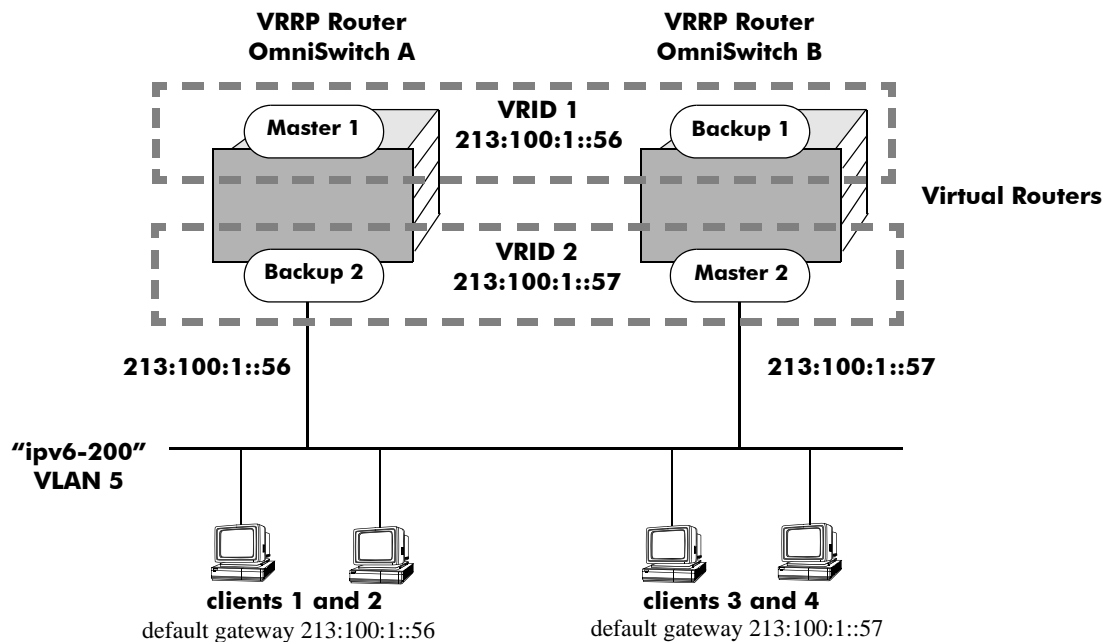 VRRP Router
OmniSwitch A
VRRP Router
OmniSwitch B
Master 1
VRID 1
213:100:1::56
Backup 1
Virtual Routers
Backup 2
VRID 2
213:100:1::57
Master 2
213:100:1::56
213:100:1::57
“ipv6-200”
VLAN 5
clients 1 and 2
default gateway 213:100:1::56
clients 3 and 4
default gateway 213:100:1::57